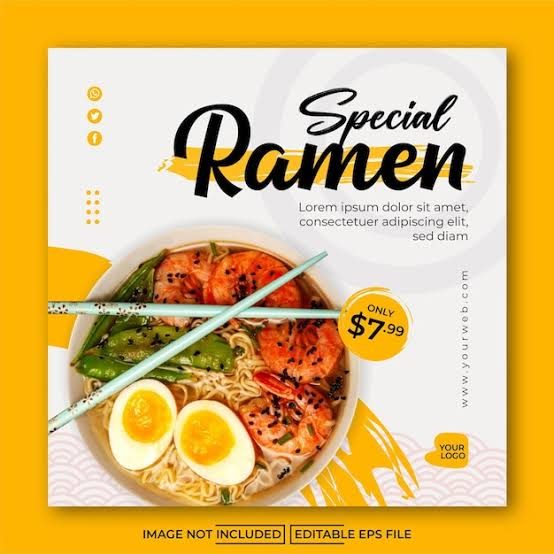 Special
Ramen
Lorem ipsum dolor sit amet,
consectetuer adipiscing elit,
sed diam
ONLY
$7.99
www.yourweb.com
YOUR
LOGO
IMAGE NOT INCLUDED EDITABLE EPS FILE